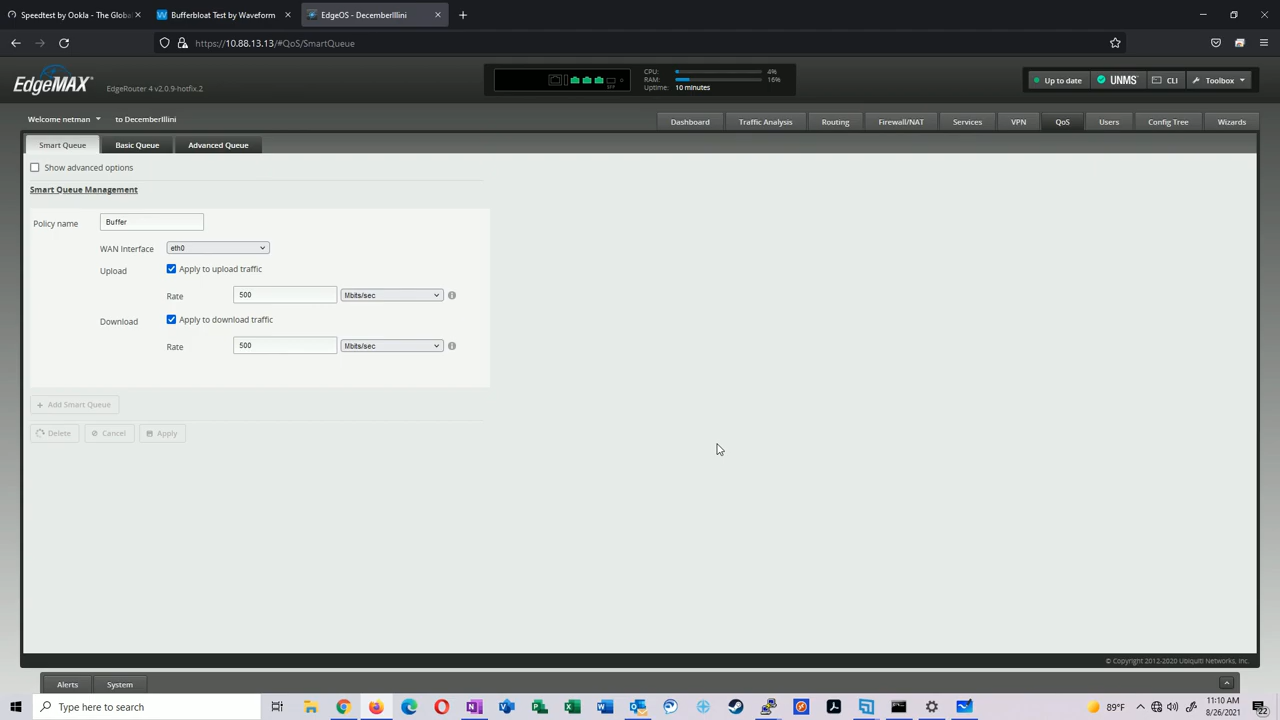 Speedtest by Ookla - The Globa
Bufferbloat Test by Waveform
EdgeOS - DecemberIllini
https://10.88.13.13/#QoS/SmartQueue
EdgeMAX
EdgeRouter 4 v2.0.9-hotfix.2
SFP
CPU: 4%
RAM: 16%
Uptime: 10 minutes
Up to date
UNMS
CLI
Toolbox
Welcome netman
to DecemberIllini
Dashboard
Traffic Analysis
Routing
Firewall/NAT
Services
VPN
QoS
Users
Config Tree
Wizards
Smart Queue
Basic Queue
Advanced Queue
Show advanced options
Smart Queue Management
Policy name Buffer
WAN Interface eth0
Upload Apply to upload traffic
Rate 500 Mbits/sec
Download Apply to download traffic
Rate 500 Mbits/sec
+ Add Smart Queue
Delete
Cancel
Apply
© Copyright 2012-2020 Ubiquiti Networks, Inc.
Alerts
System
Type here to search
89°F
11:10 AM
8/26/2021
22